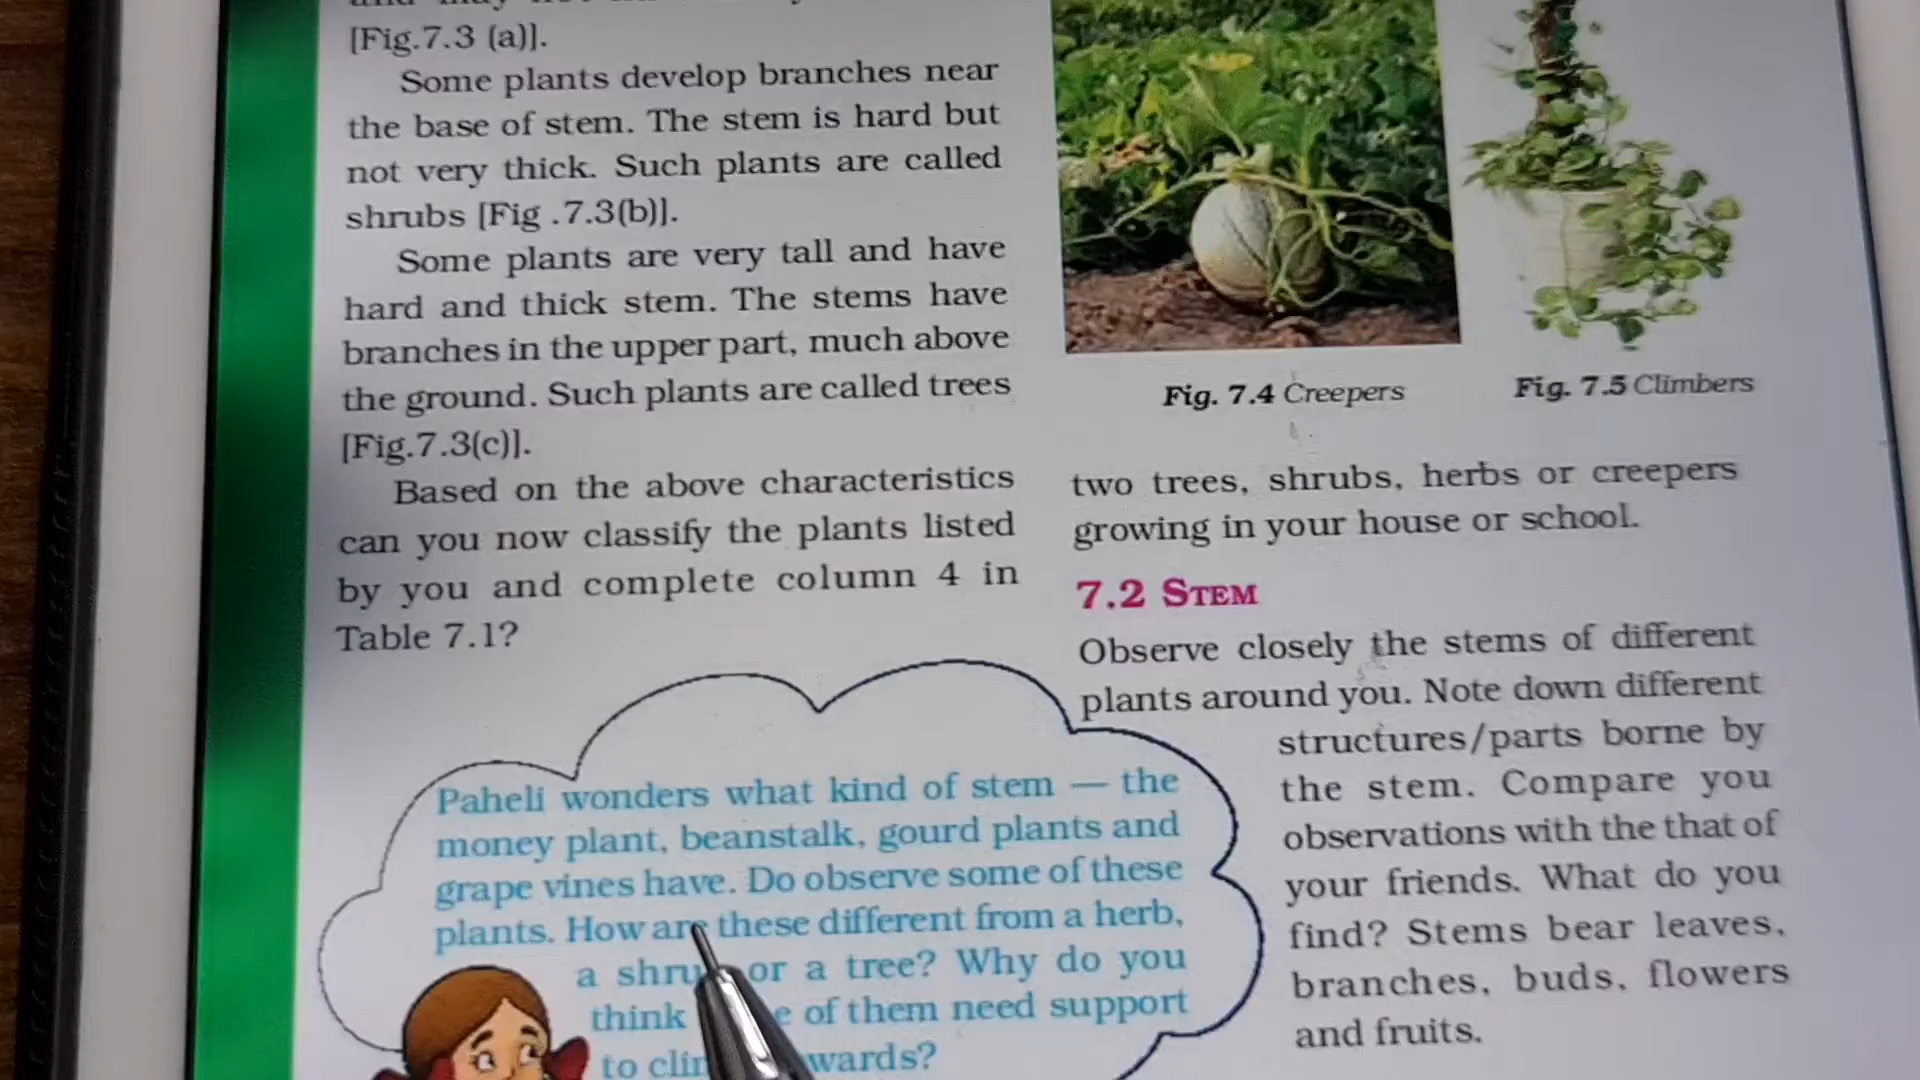 [Fig.7.3 (a)].
Some plants develop branches near
the base of stem. The stem is hard but
not very thick. Such plants are called
shrubs [Fig .7.3(b)].
Some plants are very tall and have
hard and thick stem. The stems have
branches in the upper part, much above
the ground. Such plants are called trees
[Fig.7.3(c)].
Based on the above characteristics
can you now classify the plants listed
by you and complete column 4 in
Table 7.1?
Paheli wonders what kind of stem — the
money plant, beanstalk, gourd plants and
grape vines have. Do observe some of these
plants. How are these different from a herb,
a or a tree? Why do you
think of them need support
to
Fig. 7.4 Creepers
Fig. 7.5 Climbers
two trees, shrubs, herbs or creepers
growing in your house or school.
7.2 STEM
Observe closely the stems of different
plants around you. Note down different
structures/parts borne by
the stem. Compare you
observations with the that of
your friends. What do you
find? Stems bear leaves,
branches, buds, flowers
and fruits.